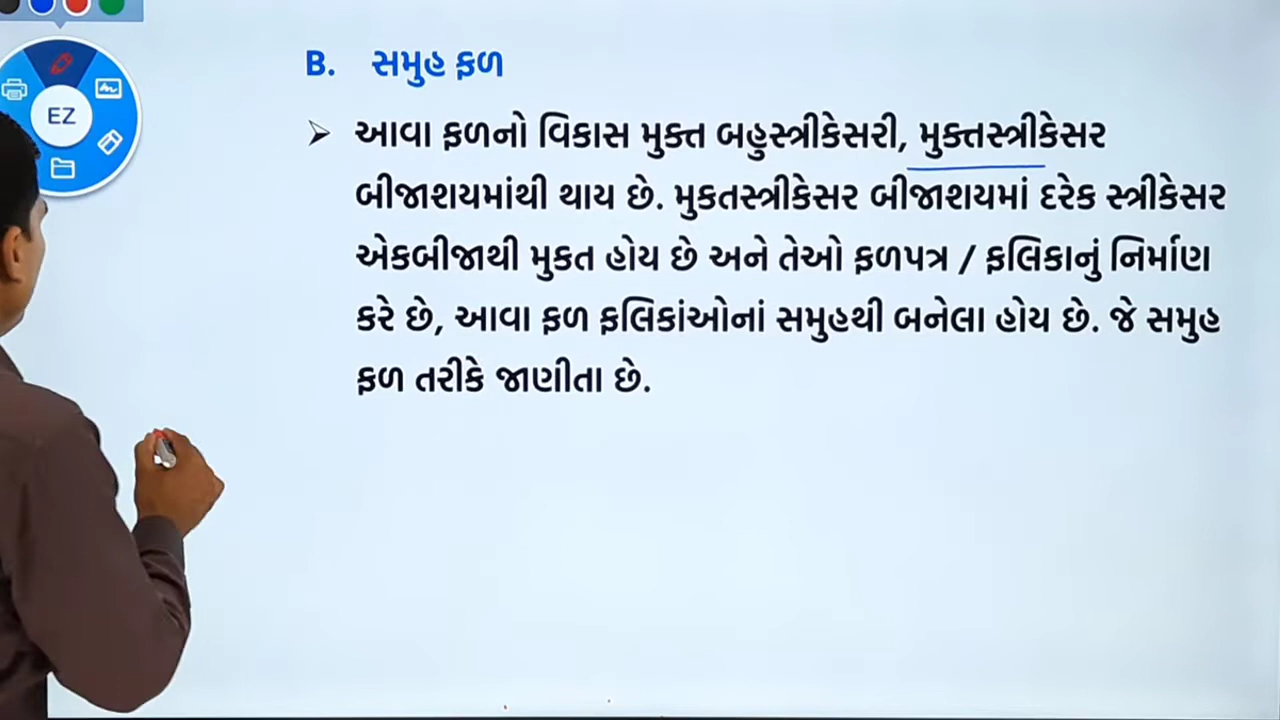 EZ
B. સમુહ ફળ
➢ આવા ફળનો વિકાસ મુક્ત બહુસ્ત્રીકેસરી, મુક્તસ્ત્રીકેસર
બીજાશયમાંથી થાય છે. મુકતસ્ત્રીકેસર બીજાશયમાં દરેક સ્ત્રીકેસર
એકબીજાથી મુકત હોય છે અને તેઓ ફળપત્ર / ફલિકાનું નિર્માણ
કરે છે, આવા ફળ ફલિકાંઓનાં સમુહથી બનેલા હોય છે. જે સમુહ
ફળ તરીકે જાણીતા છે.